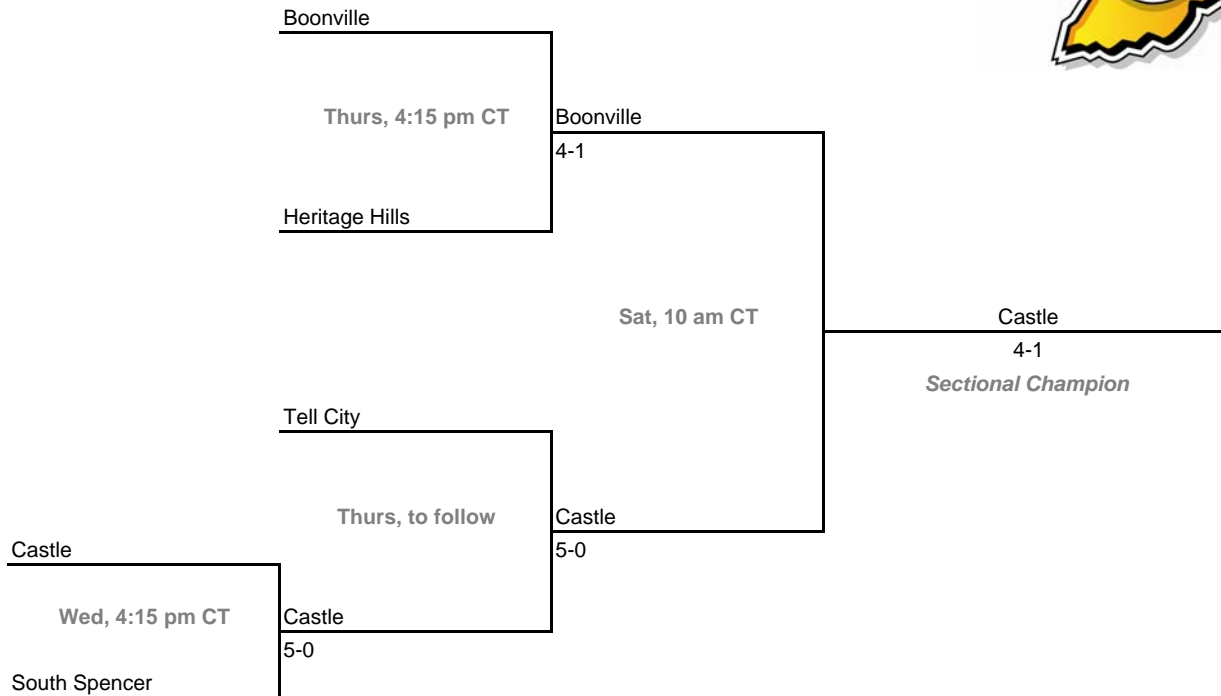 Boonville
Thurs, 4:15 pm CT
Boonville
4-1
Heritage Hills
Sat, 10 am CT
Castle
4-1
Sectional Champion
Tell City
Thurs, to follow
Castle
5-0
Castle
Wed, 4:15 pm CT
Castle
5-0
South Spencer